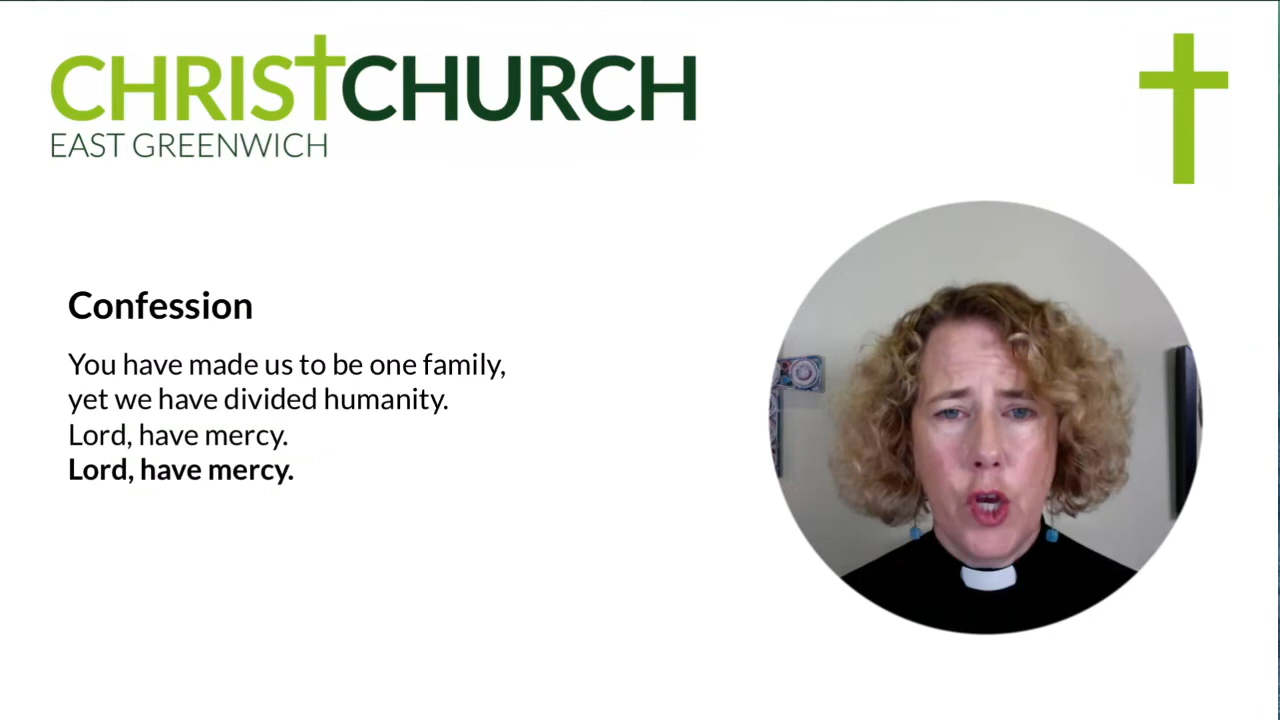 CHRISTCHURCH
EAST GREENWICH
Confession
You have made us to be one family,
yet we have divided humanity.
Lord, have mercy.
Lord, have mercy.